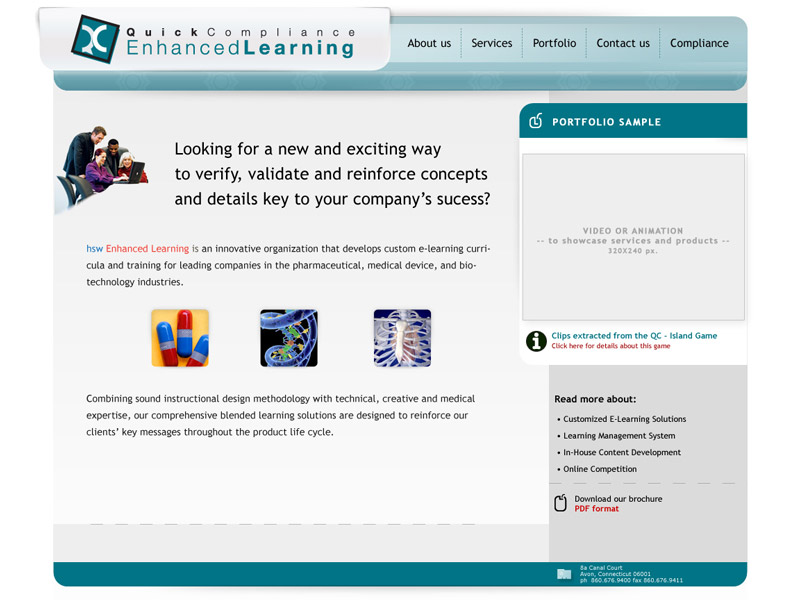 QuickCompliance
EnhancedLearning
About us
Services
Portfolio
Contact us
Compliance
Looking for a new and exciting way
to verify, validate and reinforce concepts
and details key to your company's sucess?
hsw Enhanced Learning is an innovative organization that develops custom e-learning curri-
cula and training for leading companies in the pharmaceutical, medical device, and bio-
technology industries.
Combining sound instructional design methodology with technical, creative and medical
expertise, our comprehensive blended learning solutions are designed to reinforce our
clients' key messages throughout the product life cycle.
PORTFOLIO SAMPLE
VIDEO OR ANIMATION
-- to showcase services and products --
320X240 px.
Clips extracted from the QC - Island Game
Click here for details about this game
Read more about:
• Customized E-Learning Solutions
• Learning Management System
• In-House Content Development
• Online Competition
Download our brochure
PDF format
8a Canal Court
Avon, Connecticut 06001
ph 860.676.9400 fax 860.676.9411